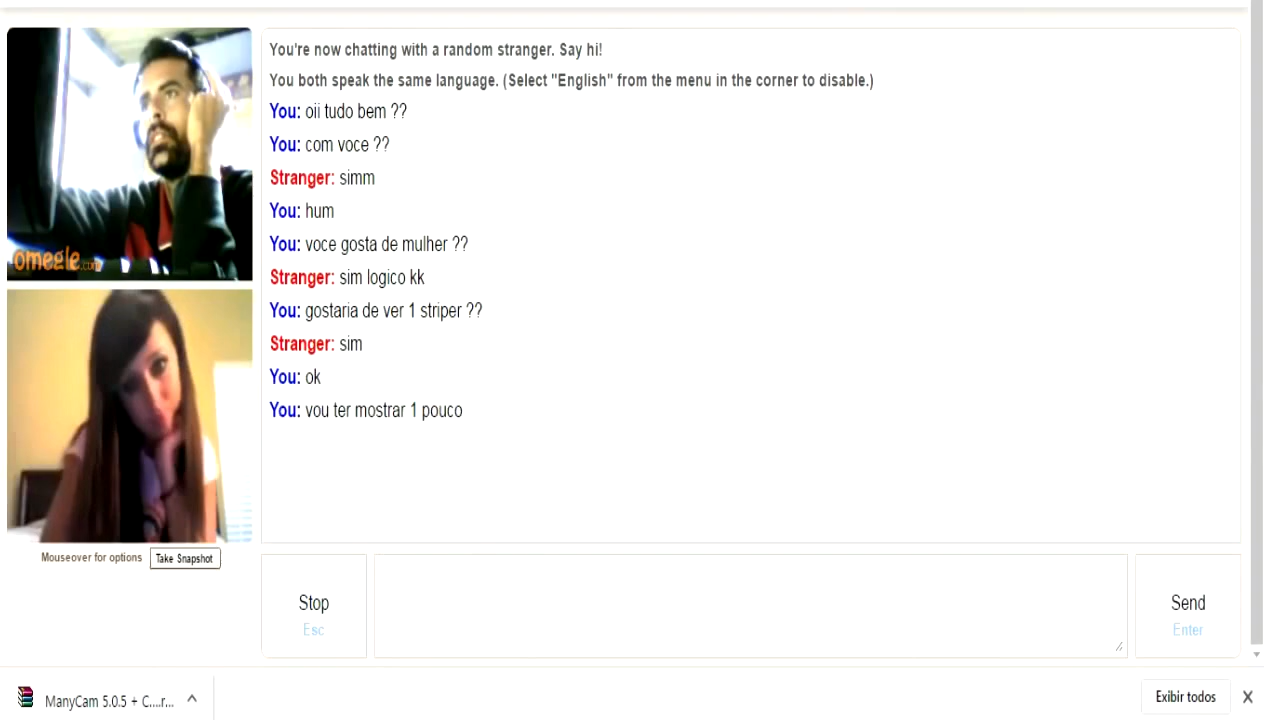 You're now chatting with a random stranger. Say hi!
You both speak the same language. (Select "English" from the menu in the corner to disable.)
You: oii tudo bem ??
You: com voce ??
Stranger: simm
You: hum
You: voce gosta de mulher ??
Stranger: sim logico kk
You: gostaria de ver 1 striper ??
Stranger: sim
You: ok
You: vou ter mostrar 1 pouco
omegle.com
Mouseover for options Take Snapshot
Stop
Esc
Send
Enter
ManyCam 5.0.5 + C....r...
Exibir todos X